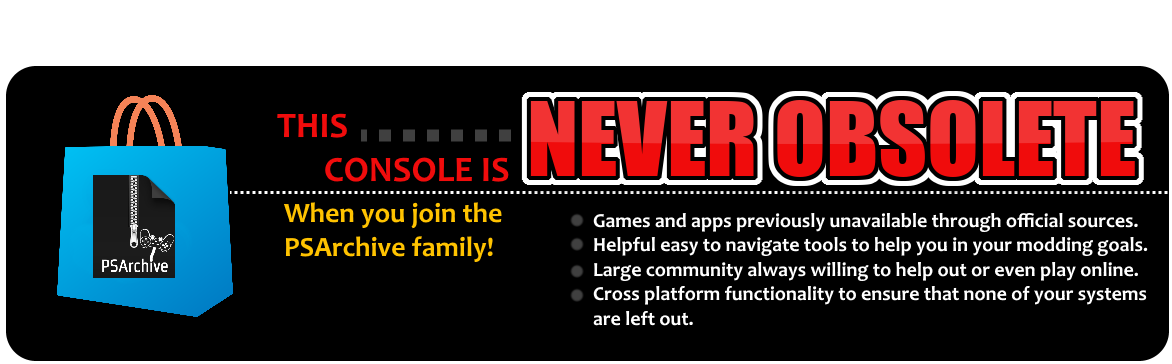 THIS
CONSOLE IS
NEVER OBSOLETE
When you join the
PSArchive family!
PSArchive
Games and apps previously unavailable through official sources.
Helpful easy to navigate tools to help you in your modding goals.
Large community always willing to help out or even play online.
Cross platform functionality to ensure that none of your systems
are left out.